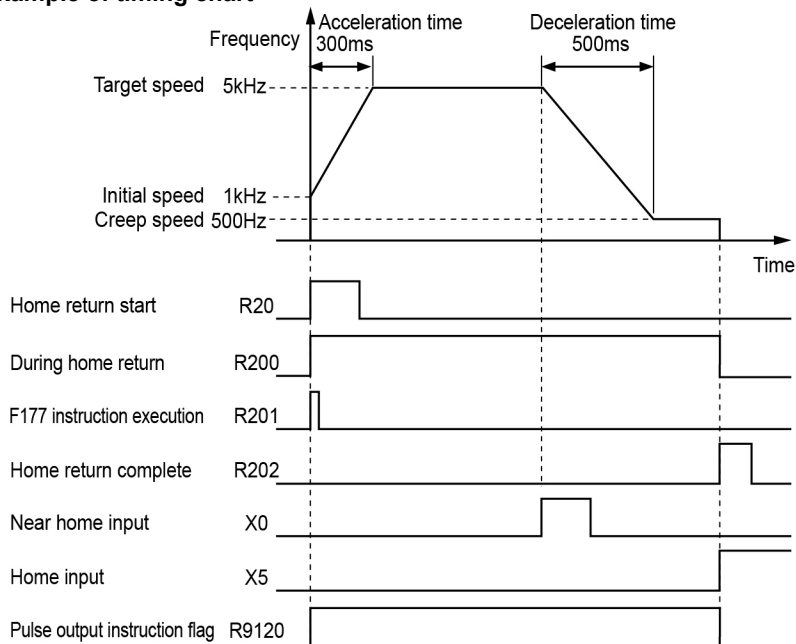 of timing chart
Acceleration time
300ms
Deceleration time
500ms
Frequency
Target speed 5kHz
Initial speed 1kHz
Creep speed 500Hz
Time
Home return start R20
During home return R200
F177 instruction execution R201
Home return complete R202
Near home input X0
Home input X5
Pulse output instruction flag R9120